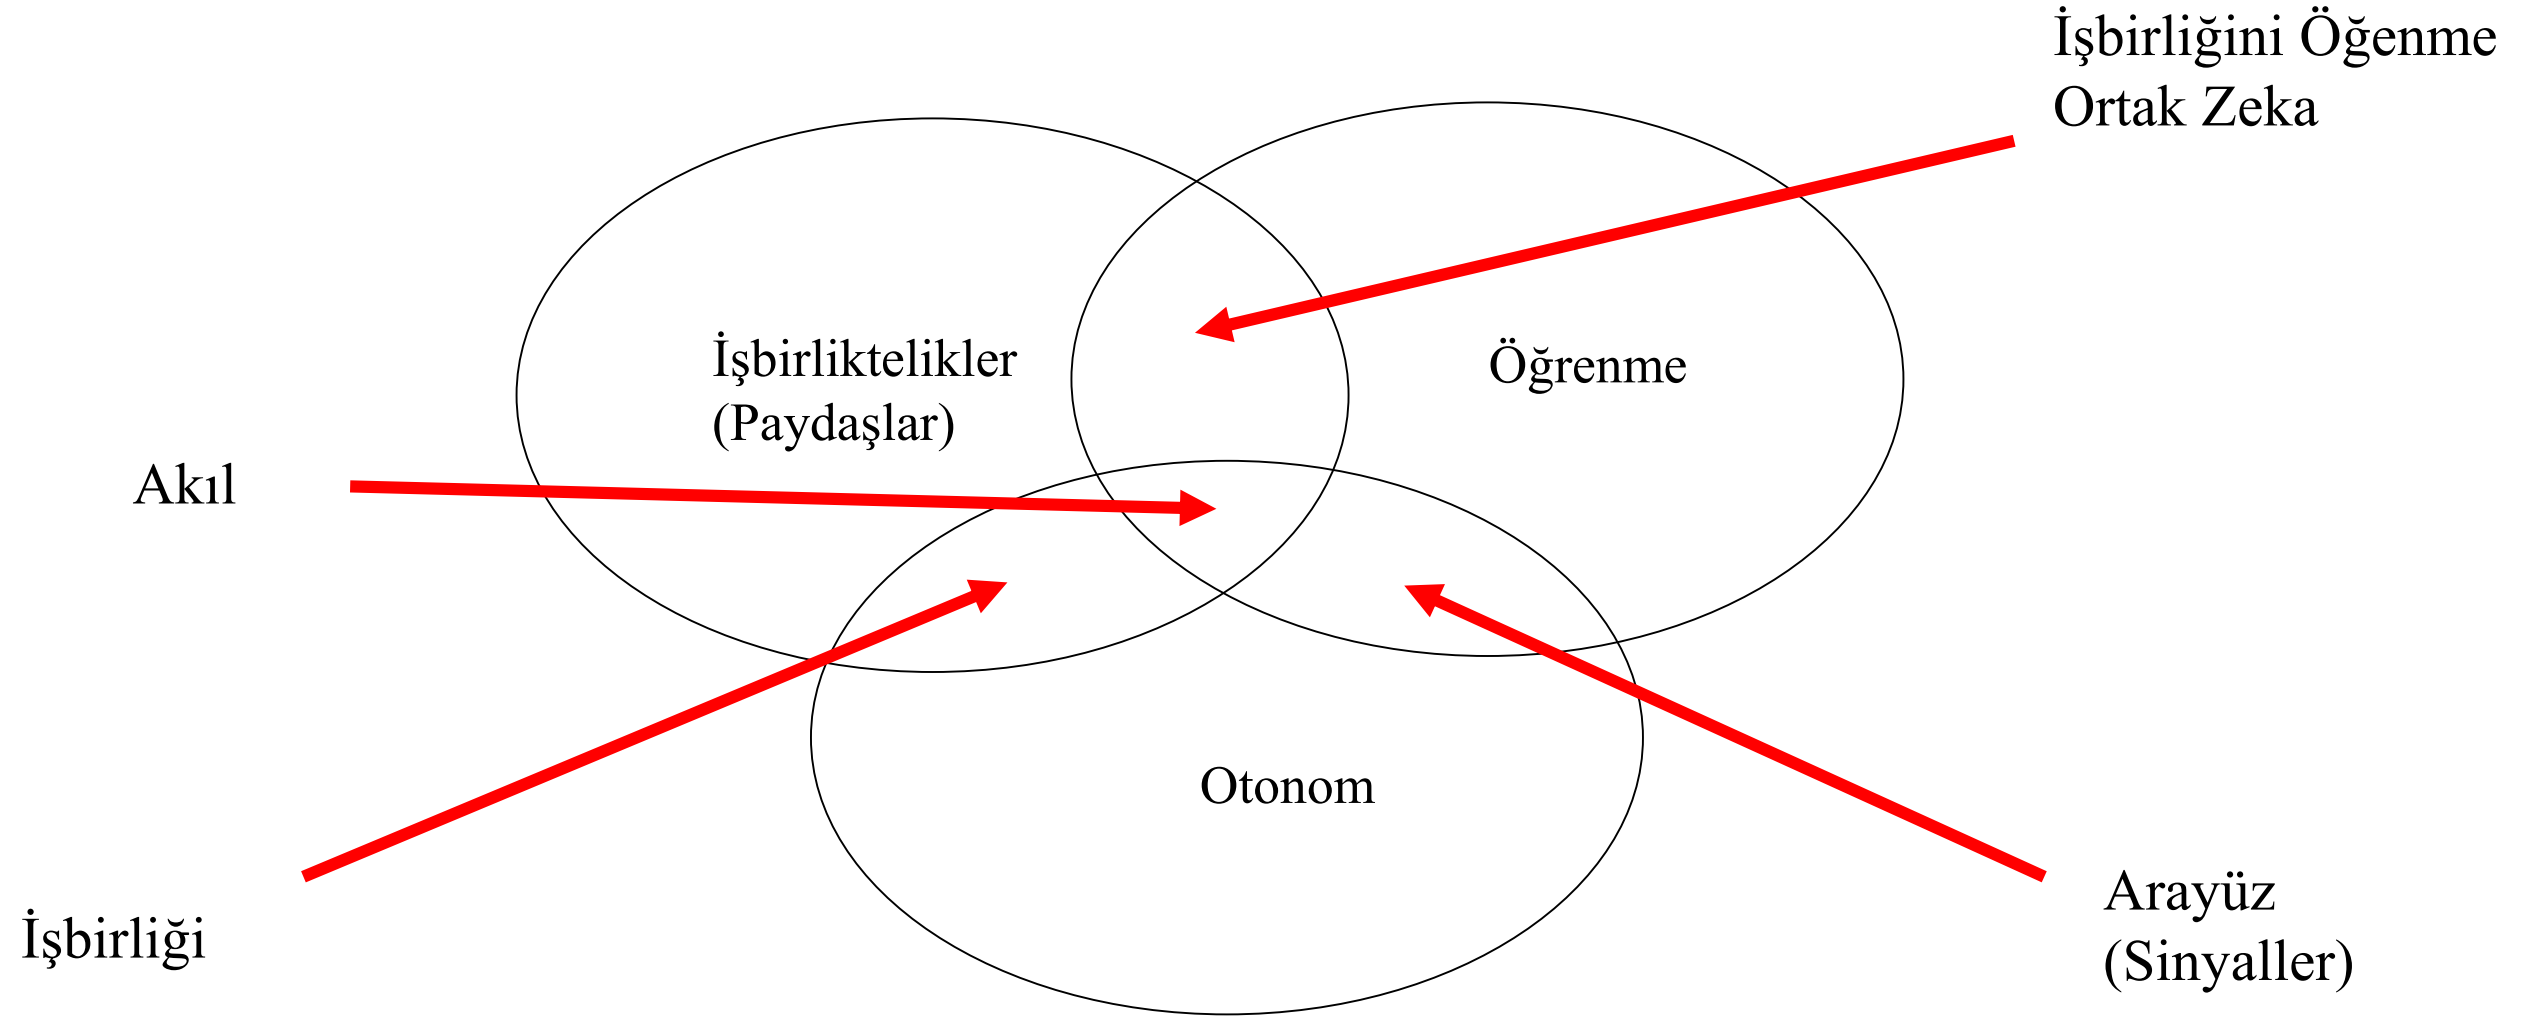 İşbirliğini Öğenme
Ortak Zeka
İşbirliktelikler
(Paydaşlar)
Öğrenme
Akıl
Otonom
İşbirliği
Arayüz
(Sinyaller)